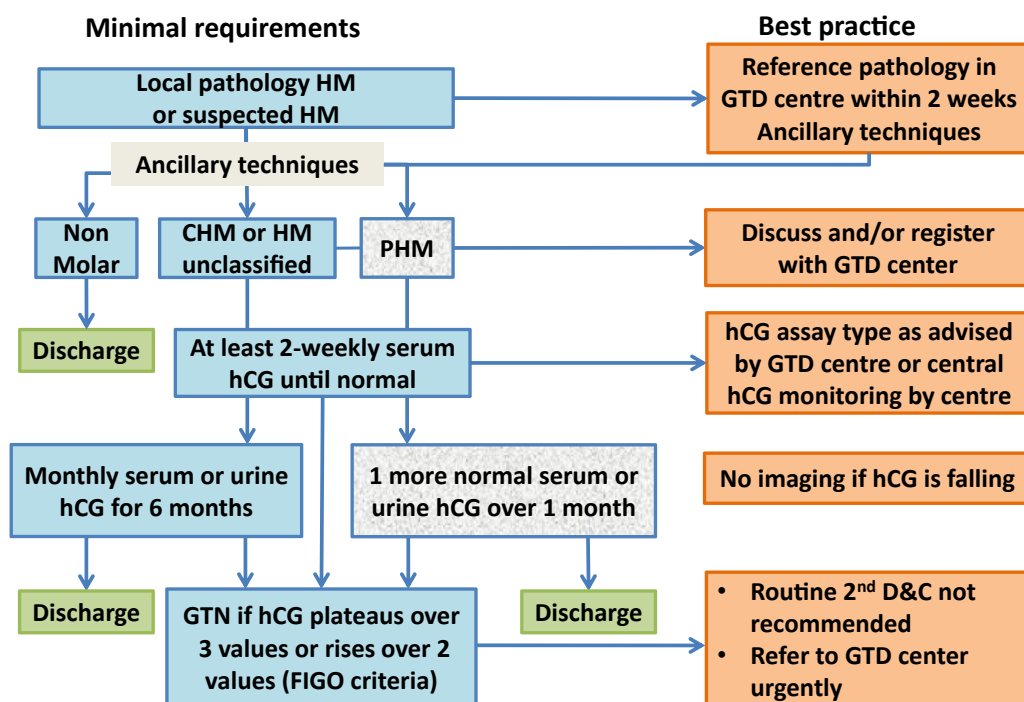 Minimal requirements
Best practice
Local pathology HM
or suspected HM
Reference pathology in
GTD centre within 2 weeks
Ancillary techniques
Ancillary techniques
Non
Molar
CHM or HM
unclassified
PHM
Discuss and/or register
with GTD center
Discharge
At least 2-weekly serum
hCG until normal
hCG assay type as advised
by GTD centre or central
hCG monitoring by centre
Monthly serum or urine
hCG for 6 months
1 more normal serum or
urine hCG over 1 month
No imaging if hCG is falling
Discharge
GTN if hCG plateaus over
3 values or rises over 2
values (FIGO criteria)
Discharge
• Routine 2nd D&C not
recommended
• Refer to GTD center
urgently